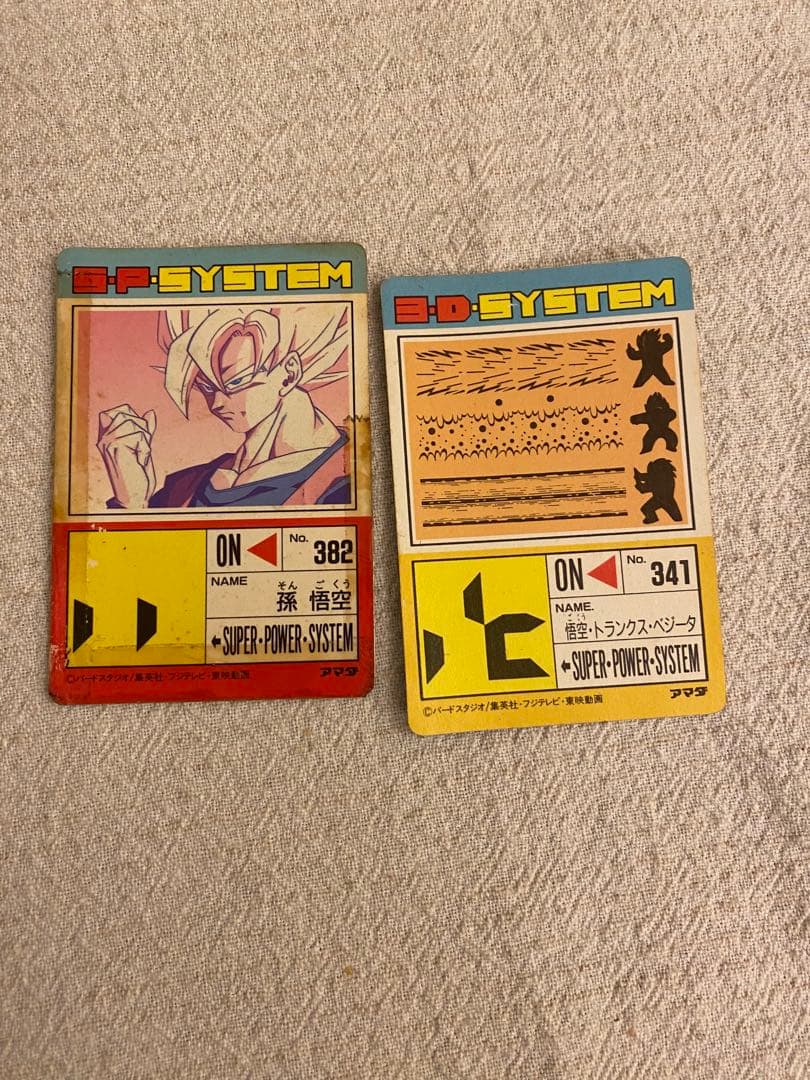 S·P·SYSTEM
ON
No. 382
NAME
そん ごくう
孫 悟空
←SUPER·POWER·SYSTEM
©バードスタジオ/集英社・フジテレビ・東映動画
アマダ
3·D·SYSTEM
ON
No. 341
NAME.
ごくう
悟空・トランクス・ベジータ
←SUPER·POWER·SYSTEM
©バードスタジオ/集英社・フジテレビ・東映動画
アマダ